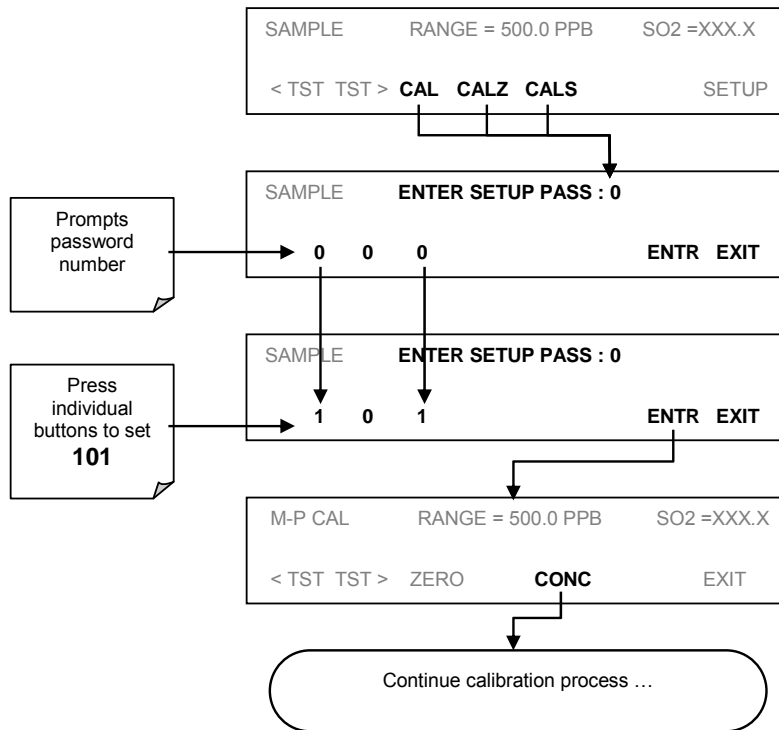 SAMPLE RANGE = 500.0 PPB SO2 =XXX.X
< TST TST > CAL CALZ CALS SETUP
SAMPLE ENTER SETUP PASS : 0
Prompts
password
number
0 0 0 ENTR EXIT
SAMPLE ENTER SETUP PASS : 0
Press
individual
buttons to set
101
1 0 1 ENTR EXIT
M-P CAL RANGE = 500.0 PPB SO2 =XXX.X
< TST TST > ZERO CONC EXIT
Continue calibration process …